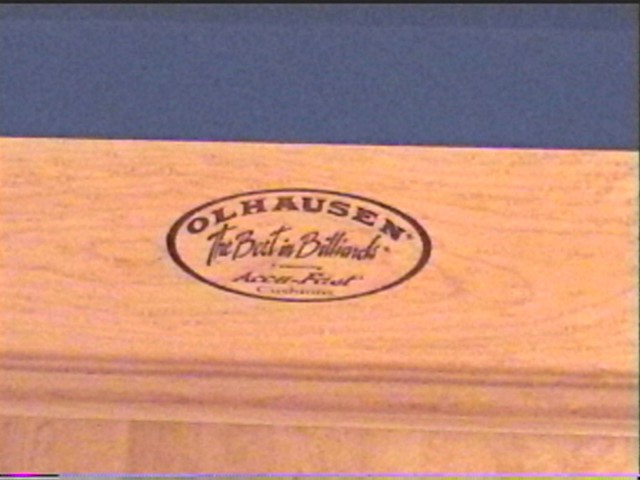 OLHAUSEN®
The Best in Billiards®
Accu-Fast®
Cushions